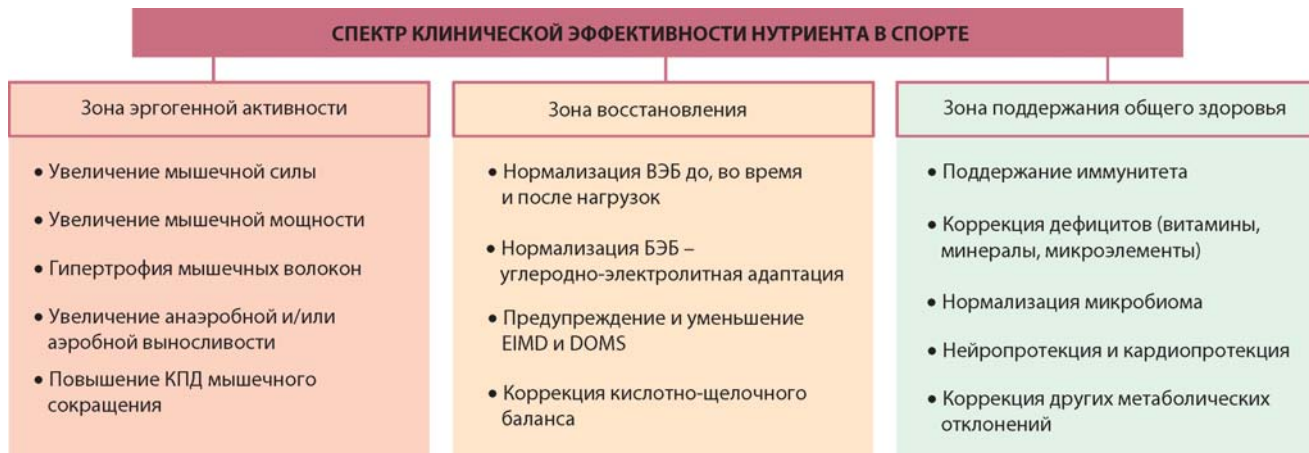 СПЕКТР КЛИНИЧЕСКОЙ ЭФФЕКТИВНОСТИ НУТРИЕНТА В СПОРТЕ
Зона эргогенной активности
• Увеличение мышечной силы
• Увеличение мышечной мощности
• Гипертрофия мышечных волокон
• Увеличение анаэробной и/или
аэробной выносливости
• Повышение КПД мышечного
сокращения
Зона восстановления
• Нормализация ВЭБ до, во время
и после нагрузок
• Нормализация БЭБ –
углеродно-электролитная адаптация
• Предупреждение и уменьшение
EIMD и DOMS
• Коррекция кислотно-щелочного
баланса
Зона поддержания общего здоровья
• Поддержание иммунитета
• Коррекция дефицитов (витамины,
минералы, микроэлементы)
• Нормализация микробиома
• Нейропротекция и кардиопротекция
• Коррекция других метаболических
отклонений